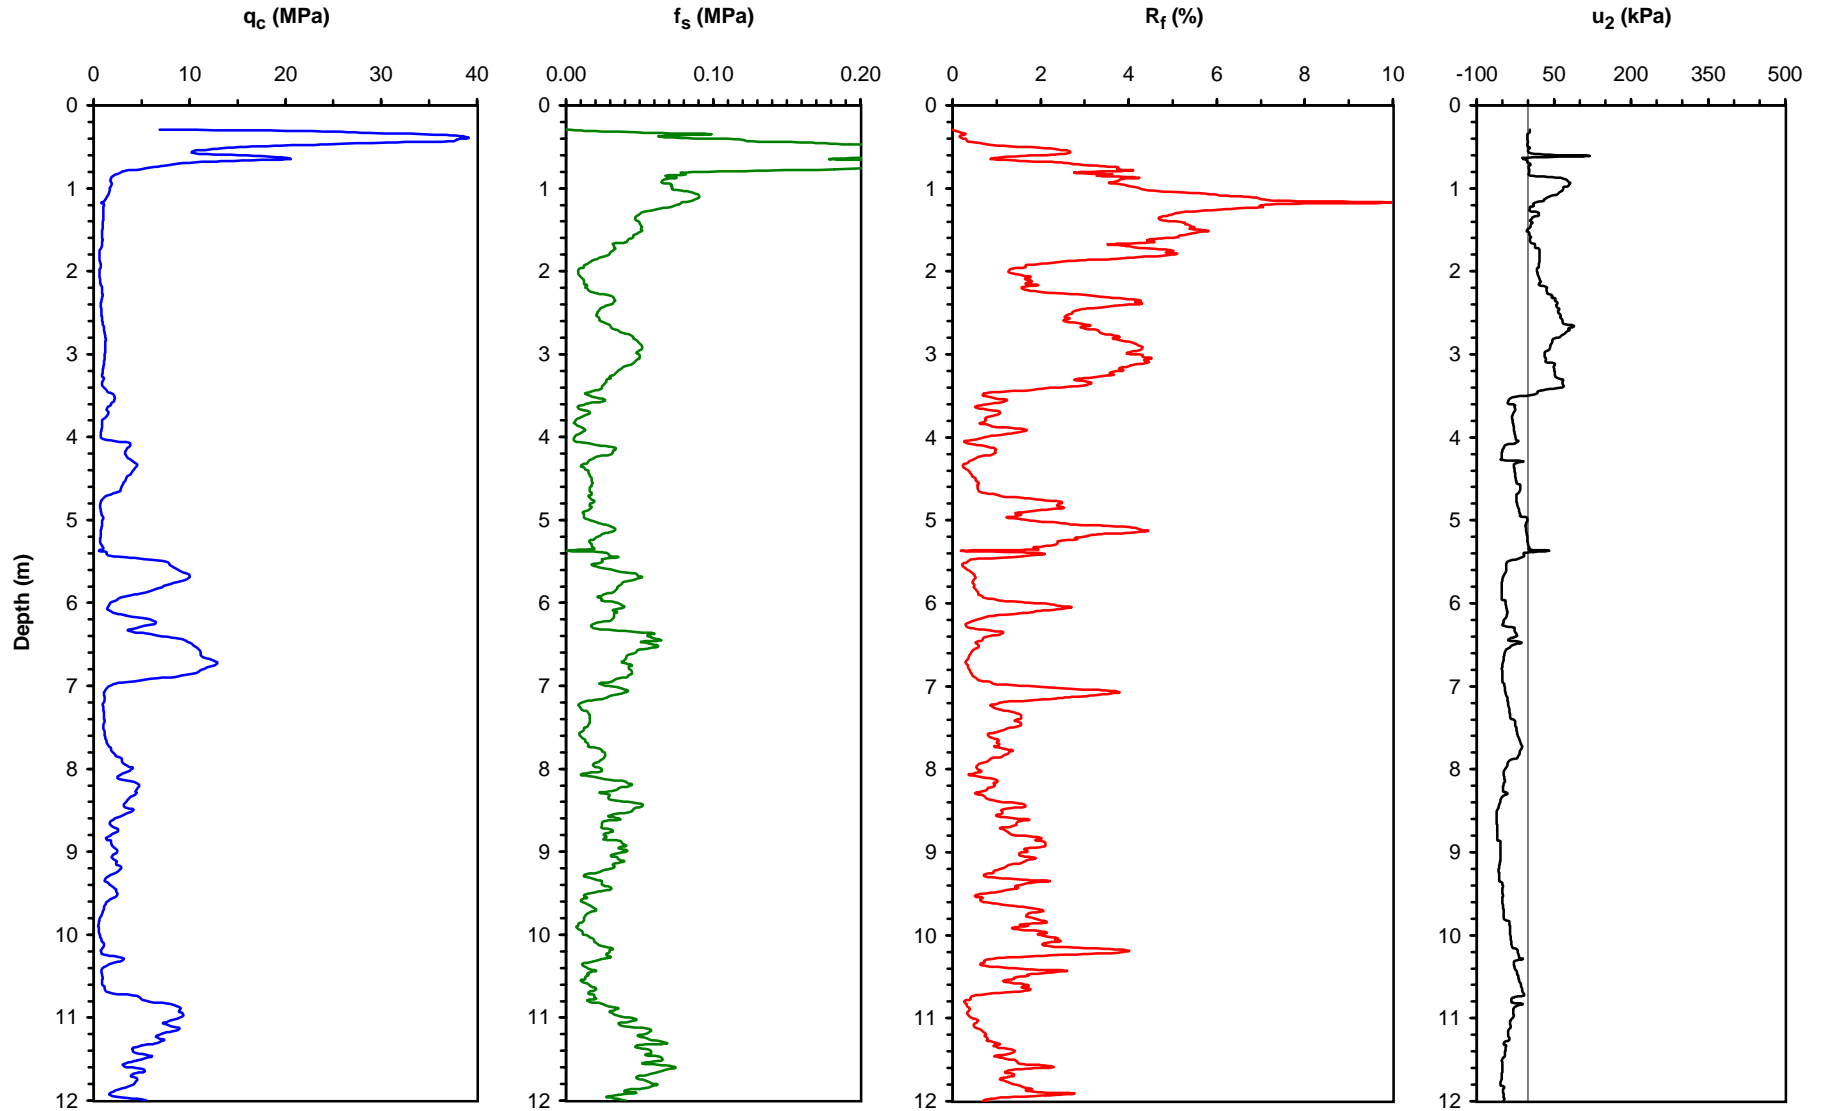 q_c (MPa) f_s (MPa) R_f (%) u_2 (kPa)
0 10 20 30 40 0.00 0.10 0.20 0 2 4 6 8 10 -100 50 200 350 500
0 0 0 0
1 1 1 1
2 2 2 2
3 3 3 3
4 4 4 4
5 5 5 5
Depth (m)
6 6 6 6
7 7 7 7
8 8 8 8
9 9 9 9
10 10 10 10
11 11 11 11
12 12 12 12